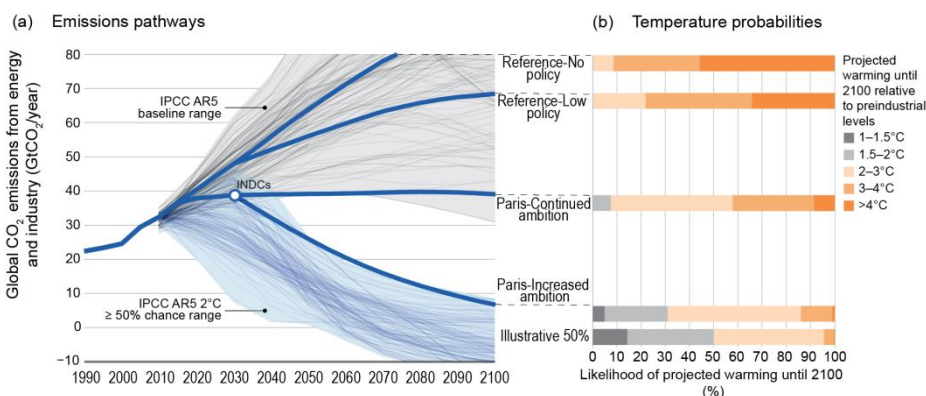 (a) Emissions pathways
Global CO₂ emissions from energy
and industry (GtCO₂/year)
80
70
60
50
40
30
20
10
0
−10
1990 2000 2010 2020 2030 2040 2050 2060 2070 2080 2090 2100
IPCC AR5
baseline range
INDCs
IPCC AR5 2°C
≥ 50% chance range
Reference-No
policy
Reference-Low
policy
Paris-Continued
ambition
Paris-Increased
ambition
Illustrative 50%
(b) Temperature probabilities
0 10 20 30 40 50 60 70 80 90 100
Likelihood of projected warming until 2100
(%)
Projected
warming until
2100 relative
to preindustrial
levels
1–1.5°C
1.5–2°C
2–3°C
3–4°C
>4°C